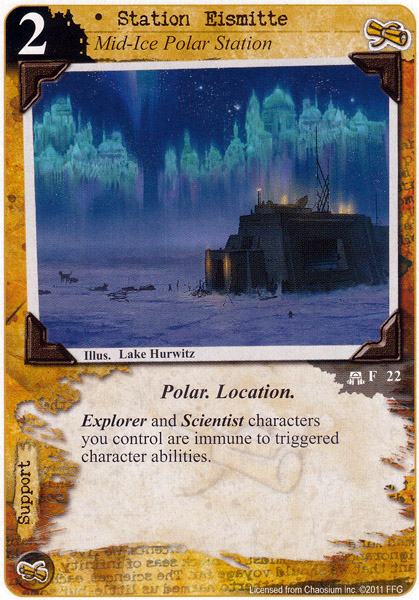 2
• Station Eismitte
Mid-Ice Polar Station
Illus. Lake Hurwitz
F 22
Polar. Location.
Explorer and Scientist characters
you control are immune to triggered
character abilities.
Support
Licensed from Chaosium Inc. ©2011 FFG